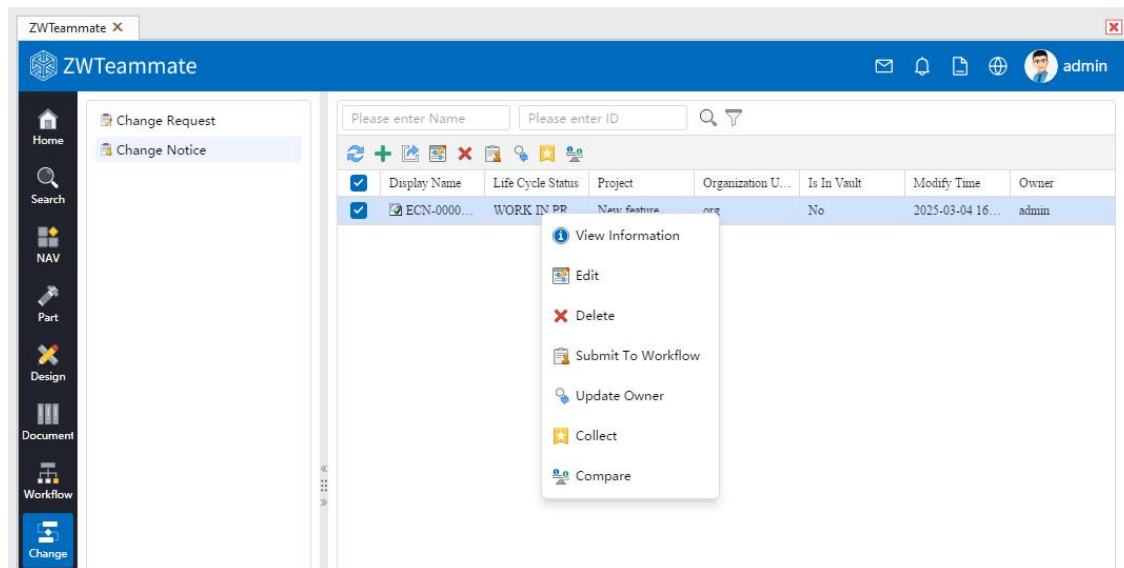 ZWTeammate
ZWTeammate
admin
Home
Search
NAV
Part
Design
Document
Workflow
Change
Change Request
Change Notice
Please enter Name Please enter ID
Display Name Life Cycle Status Project Organization U... Is In Vault Modify Time Owner
ECN-0000... WORK IN PR New feature org No 2025-03-04 16... admin
View Information
Edit
Delete
Submit To Workflow
Update Owner
Collect
Compare